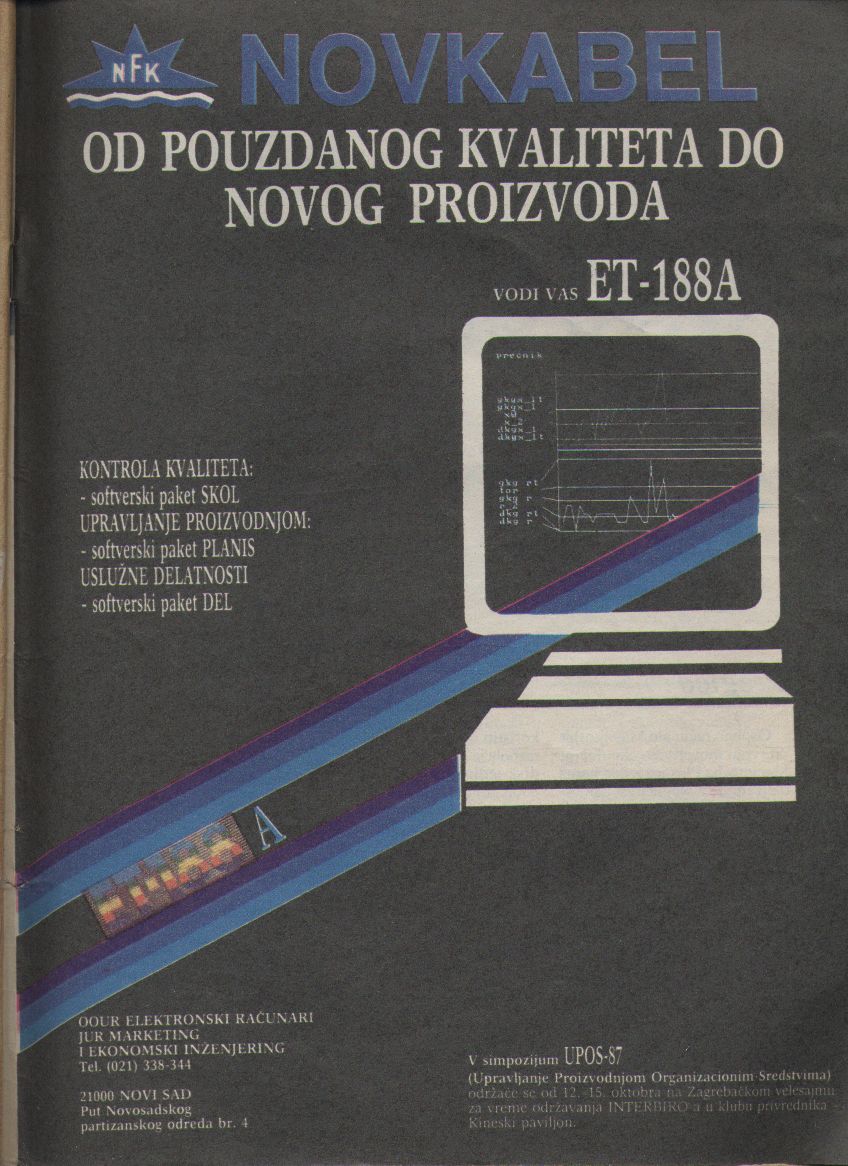 NFK
NOVKABEL
OD POUZDANOG KVALITETA DO
NOVOG PROIZVODA
VODI VAS ET-188A
prečnik
KONTROLA KVALITETA:
- softverski paket SKOL
UPRAVLJANJE PROIZVODNJOM:
- softverski paket PLANIS
USLUŽNE DELATNOSTI
- softverski paket DEL
A
OOUR ELEKTRONSKI RAČUNARI
JUR MARKETING
I EKONOMSKI INŽENJERING
Tel. (021) 338-344
21000 NOVI SAD
Put Novosadskog
partizanskog odreda br. 4
V simpozijum UPOS-87
(Upravljanje Proizvodnjom Organizacionim Sredstvima)
održaće se od 12.-15. oktobra na Zagrebačkom velesajmu
za vreme održavanja INTERBIRO-a u klubu privrednika -
Kineski paviljon.